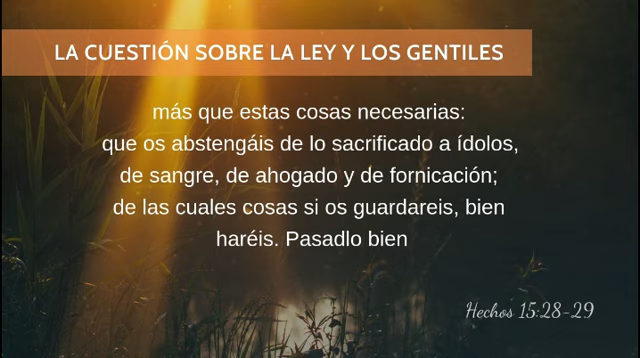 LA CUESTIÓN SOBRE LA LEY Y LOS GENTILES
más que estas cosas necesarias:
que os abstengáis de lo sacrificado a ídolos,
de sangre, de ahogado y de fornicación;
de las cuales cosas si os guardareis, bien
haréis. Pasadlo bien
Hechos 15:28-29